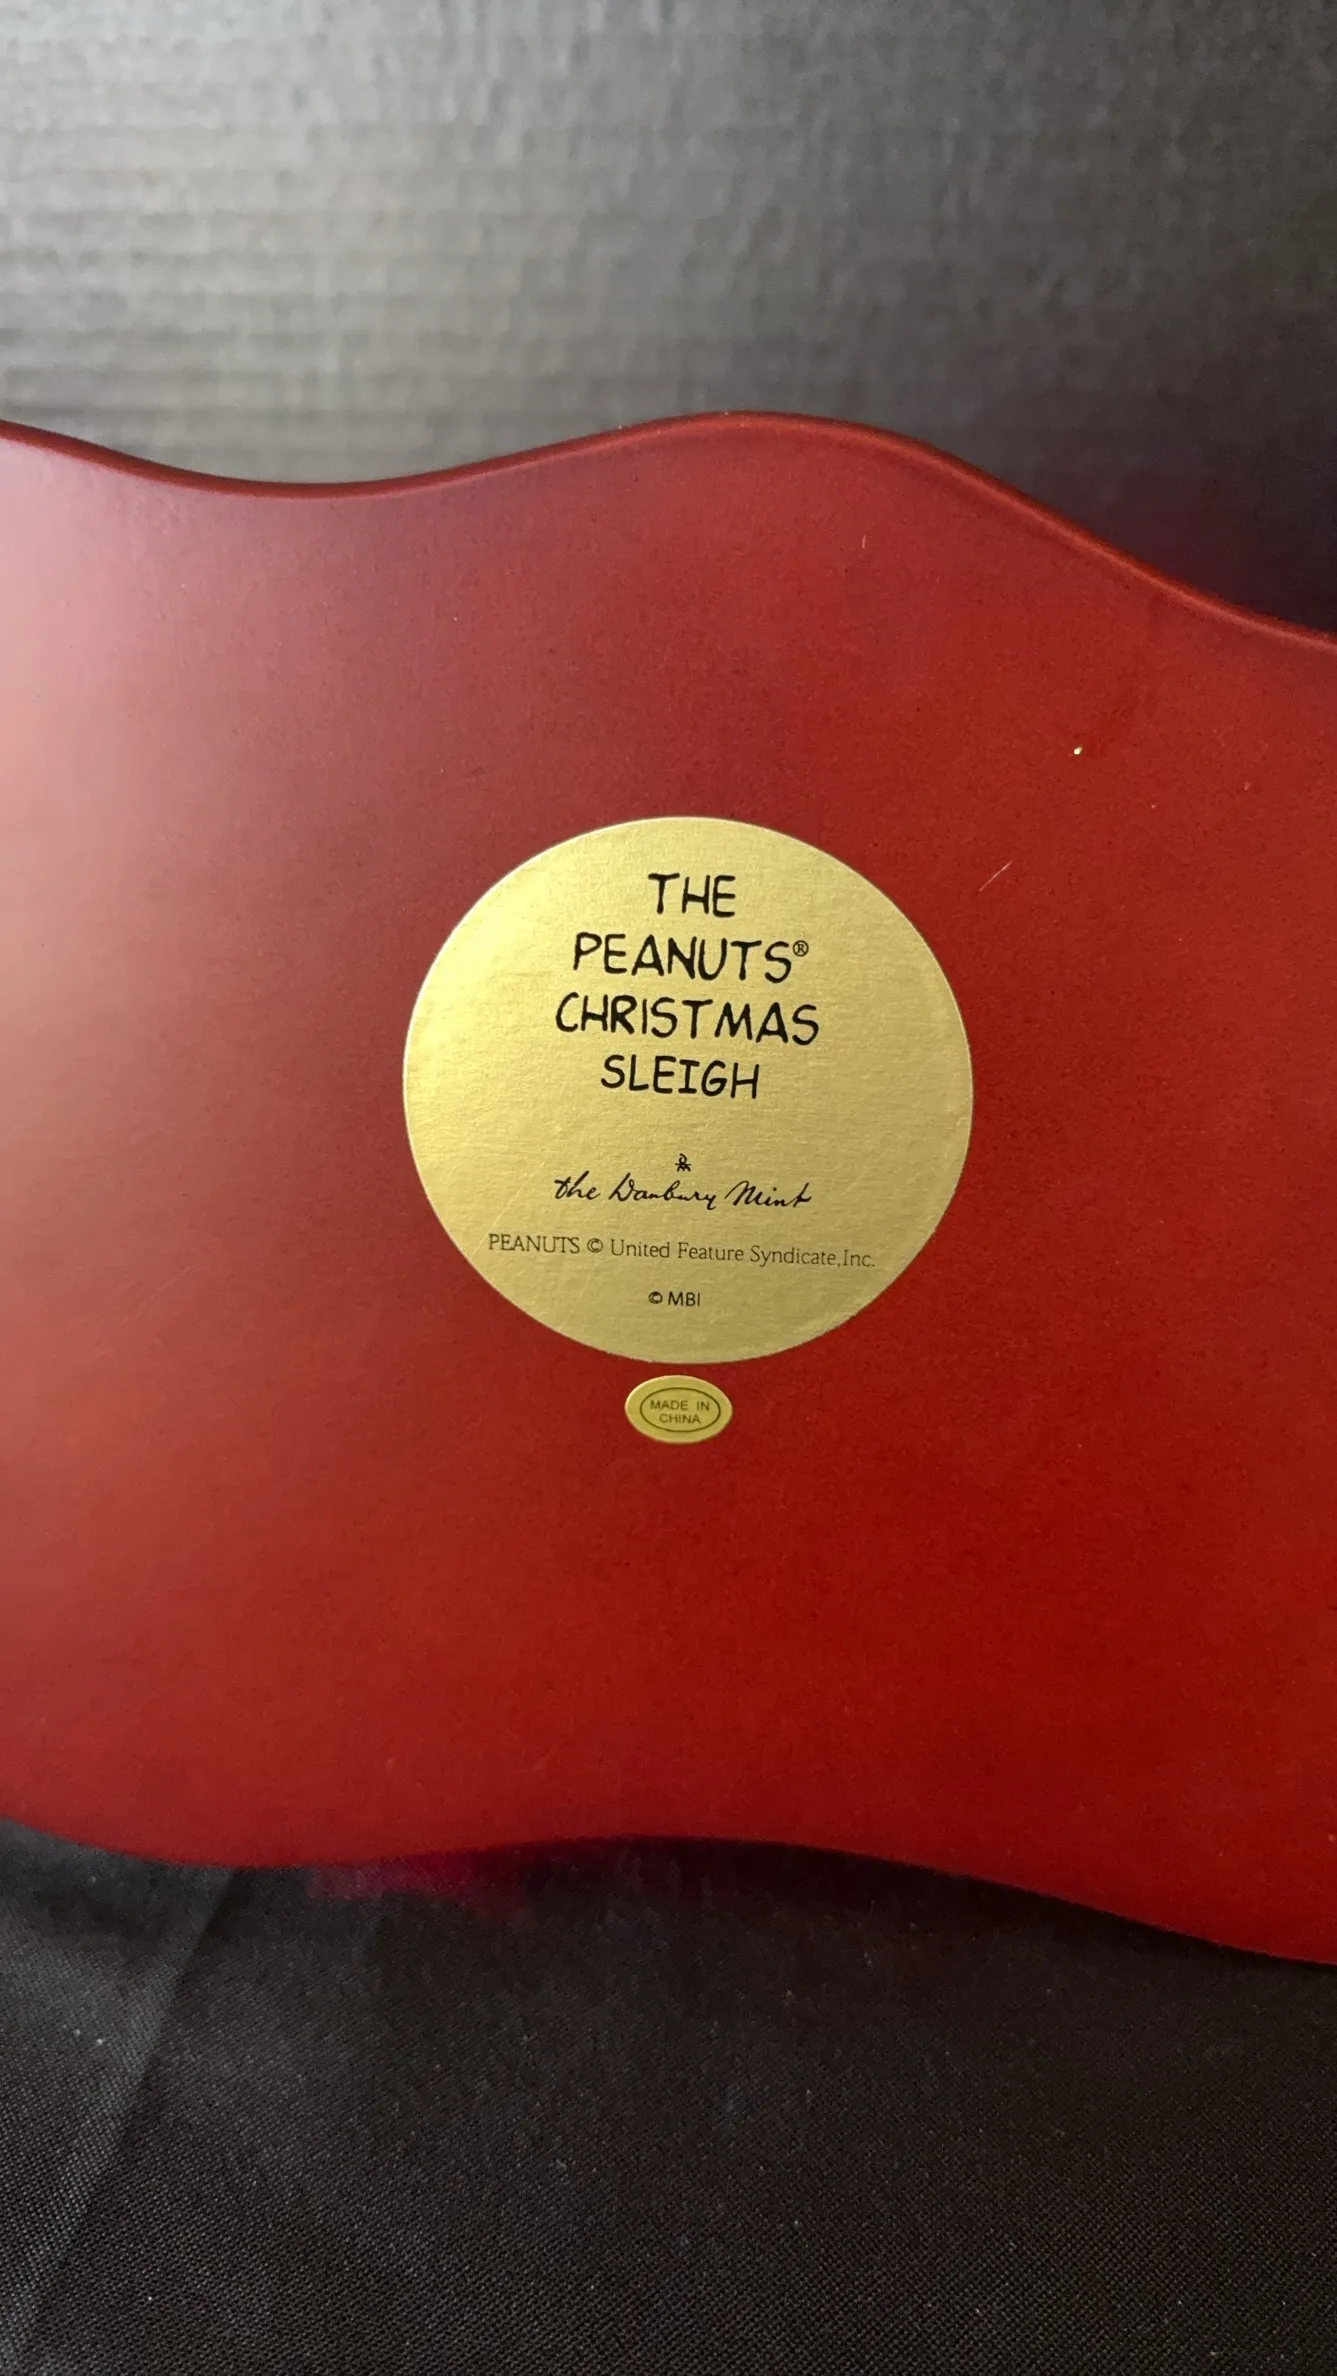 THE
PEANUTS®
CHRISTMAS
SLEIGH
the Danbury Mint
PEANUTS © United Feature Syndicate, Inc.
© MBI
MADE IN
CHINA